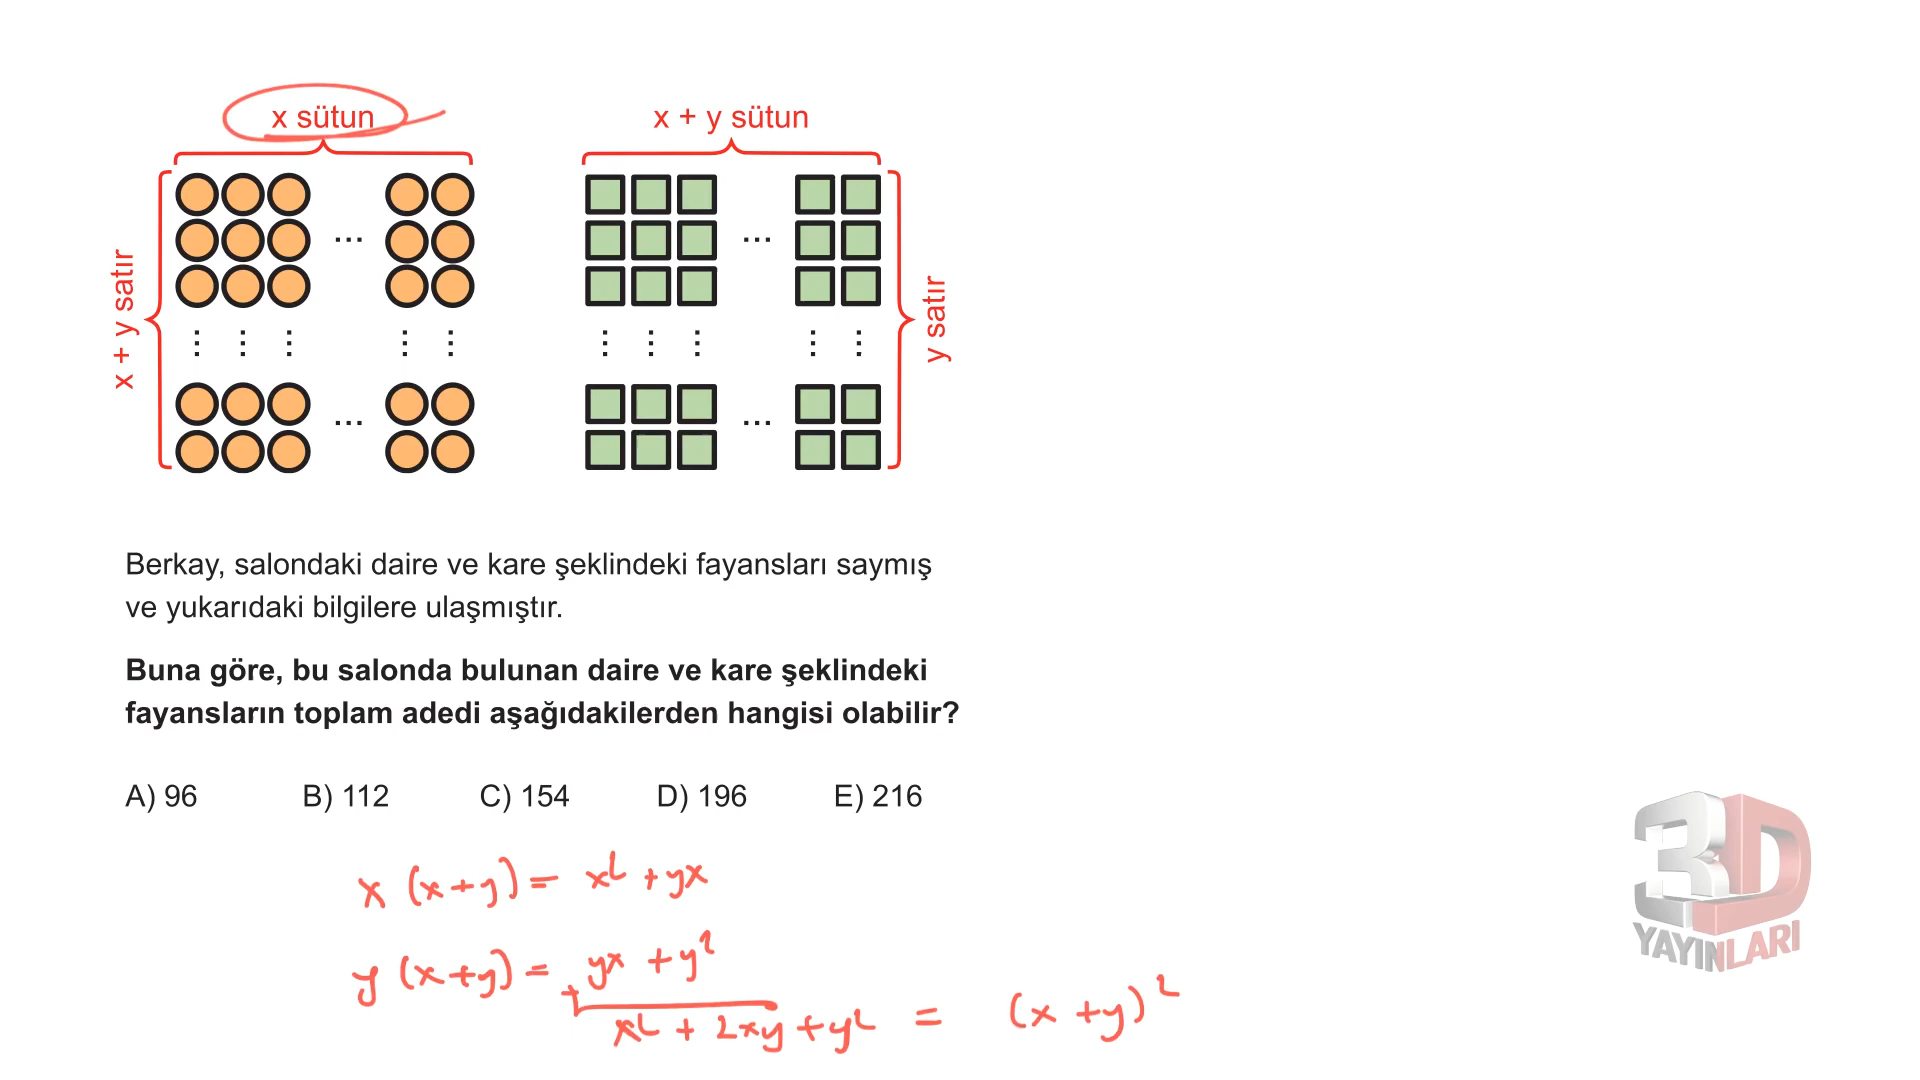 x sütun
x + y sütun
x + y satır
y satır
Berkay, salondaki daire ve kare şeklindeki fayansları saymış
ve yukarıdaki bilgilere ulaşmıştır.
Buna göre, bu salonda bulunan daire ve kare şeklindeki
fayansların toplam adedi aşağıdakilerden hangisi olabilir?
A) 96 B) 112 C) 154 D) 196 E) 216
x (x+y) = x² + yx
y (x+y) = yx + y²
+
x² + 2xy + y² = (x+y)²
3D
YAYINLARI